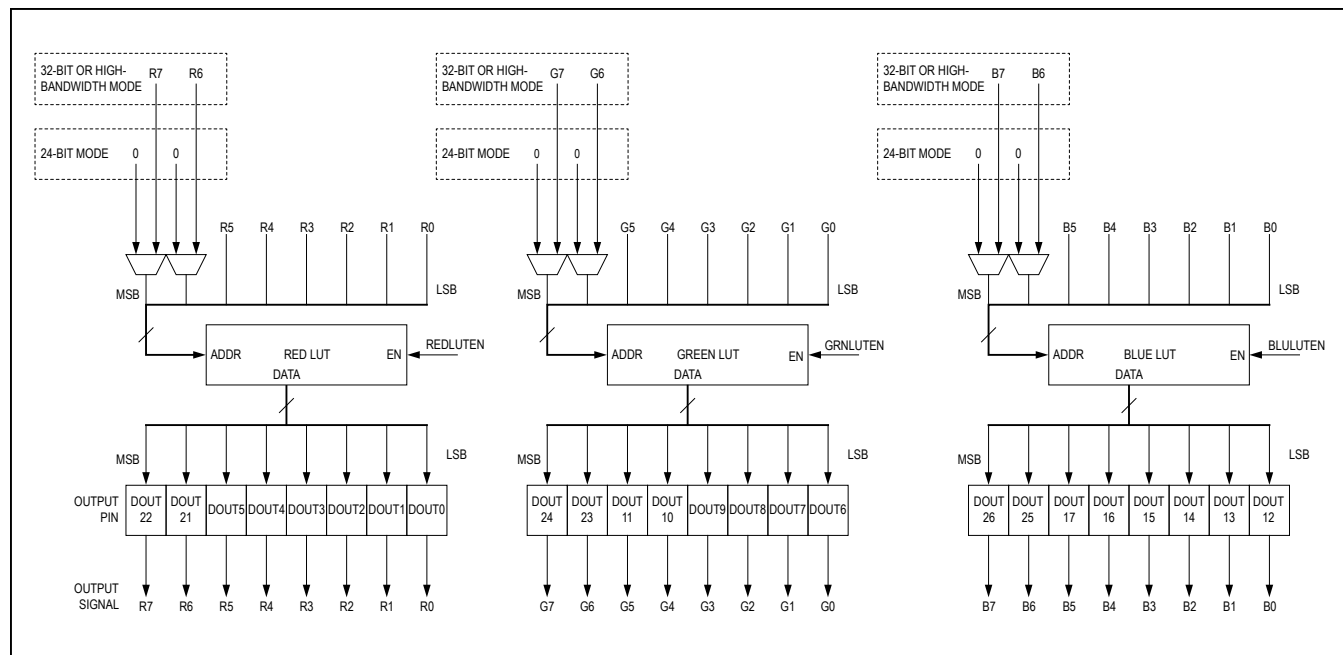 32-BIT OR HIGH-
BANDWIDTH MODE
R7 R6
24-BIT MODE 0 0
R5 R4 R3 R2 R1 R0
MSB LSB
ADDR RED LUT EN REDLUTEN
DATA
MSB LSB
OUTPUT
PIN
DOUT
22
DOUT
21
DOUT5 DOUT4 DOUT3 DOUT2 DOUT1 DOUT0
OUTPUT
SIGNAL
R7 R6 R5 R4 R3 R2 R1 R0
32-BIT OR HIGH-
BANDWIDTH MODE
G7 G6
24-BIT MODE 0 0
G5 G4 G3 G2 G1 G0
MSB LSB
ADDR GREEN LUT EN GRNLUTEN
DATA
MSB LSB
DOUT
24
DOUT
23
DOUT
11
DOUT
10
DOUT9 DOUT8 DOUT7 DOUT6
G7 G6 G5 G4 G3 G2 G1 G0
32-BIT OR HIGH-
BANDWIDTH MODE
B7 B6
24-BIT MODE 0 0
B5 B4 B3 B2 B1 B0
MSB LSB
ADDR BLUE LUT EN BLULUTEN
DATA
MSB LSB
DOUT
26
DOUT
25
DOUT
17
DOUT
16
DOUT
15
DOUT
14
DOUT
13
DOUT
12
B7 B6 B5 B4 B3 B2 B1 B0